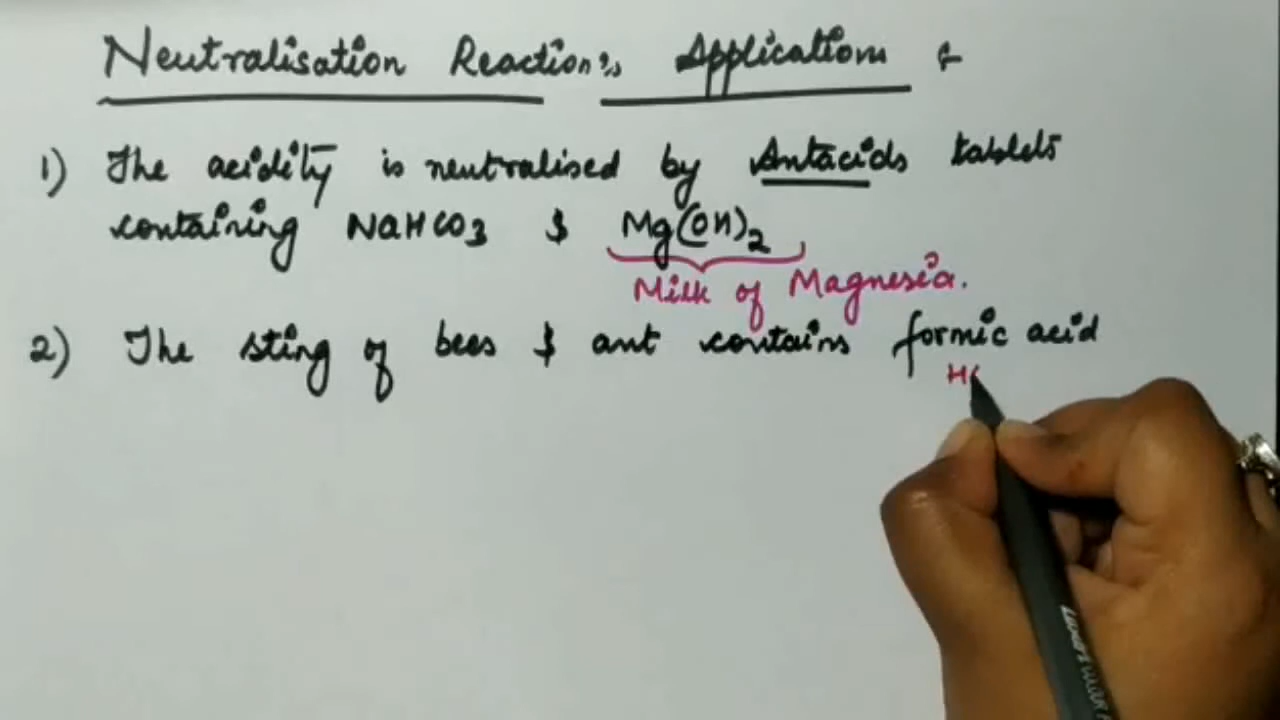 Neutralisation Reactions Applications :-
1) The acidity is neutralised by Antacids tablets
containing NaHCO3 & Mg(OH)2
Milk of Magnesia.
2) The sting of bees & ant contains formic acid
HC